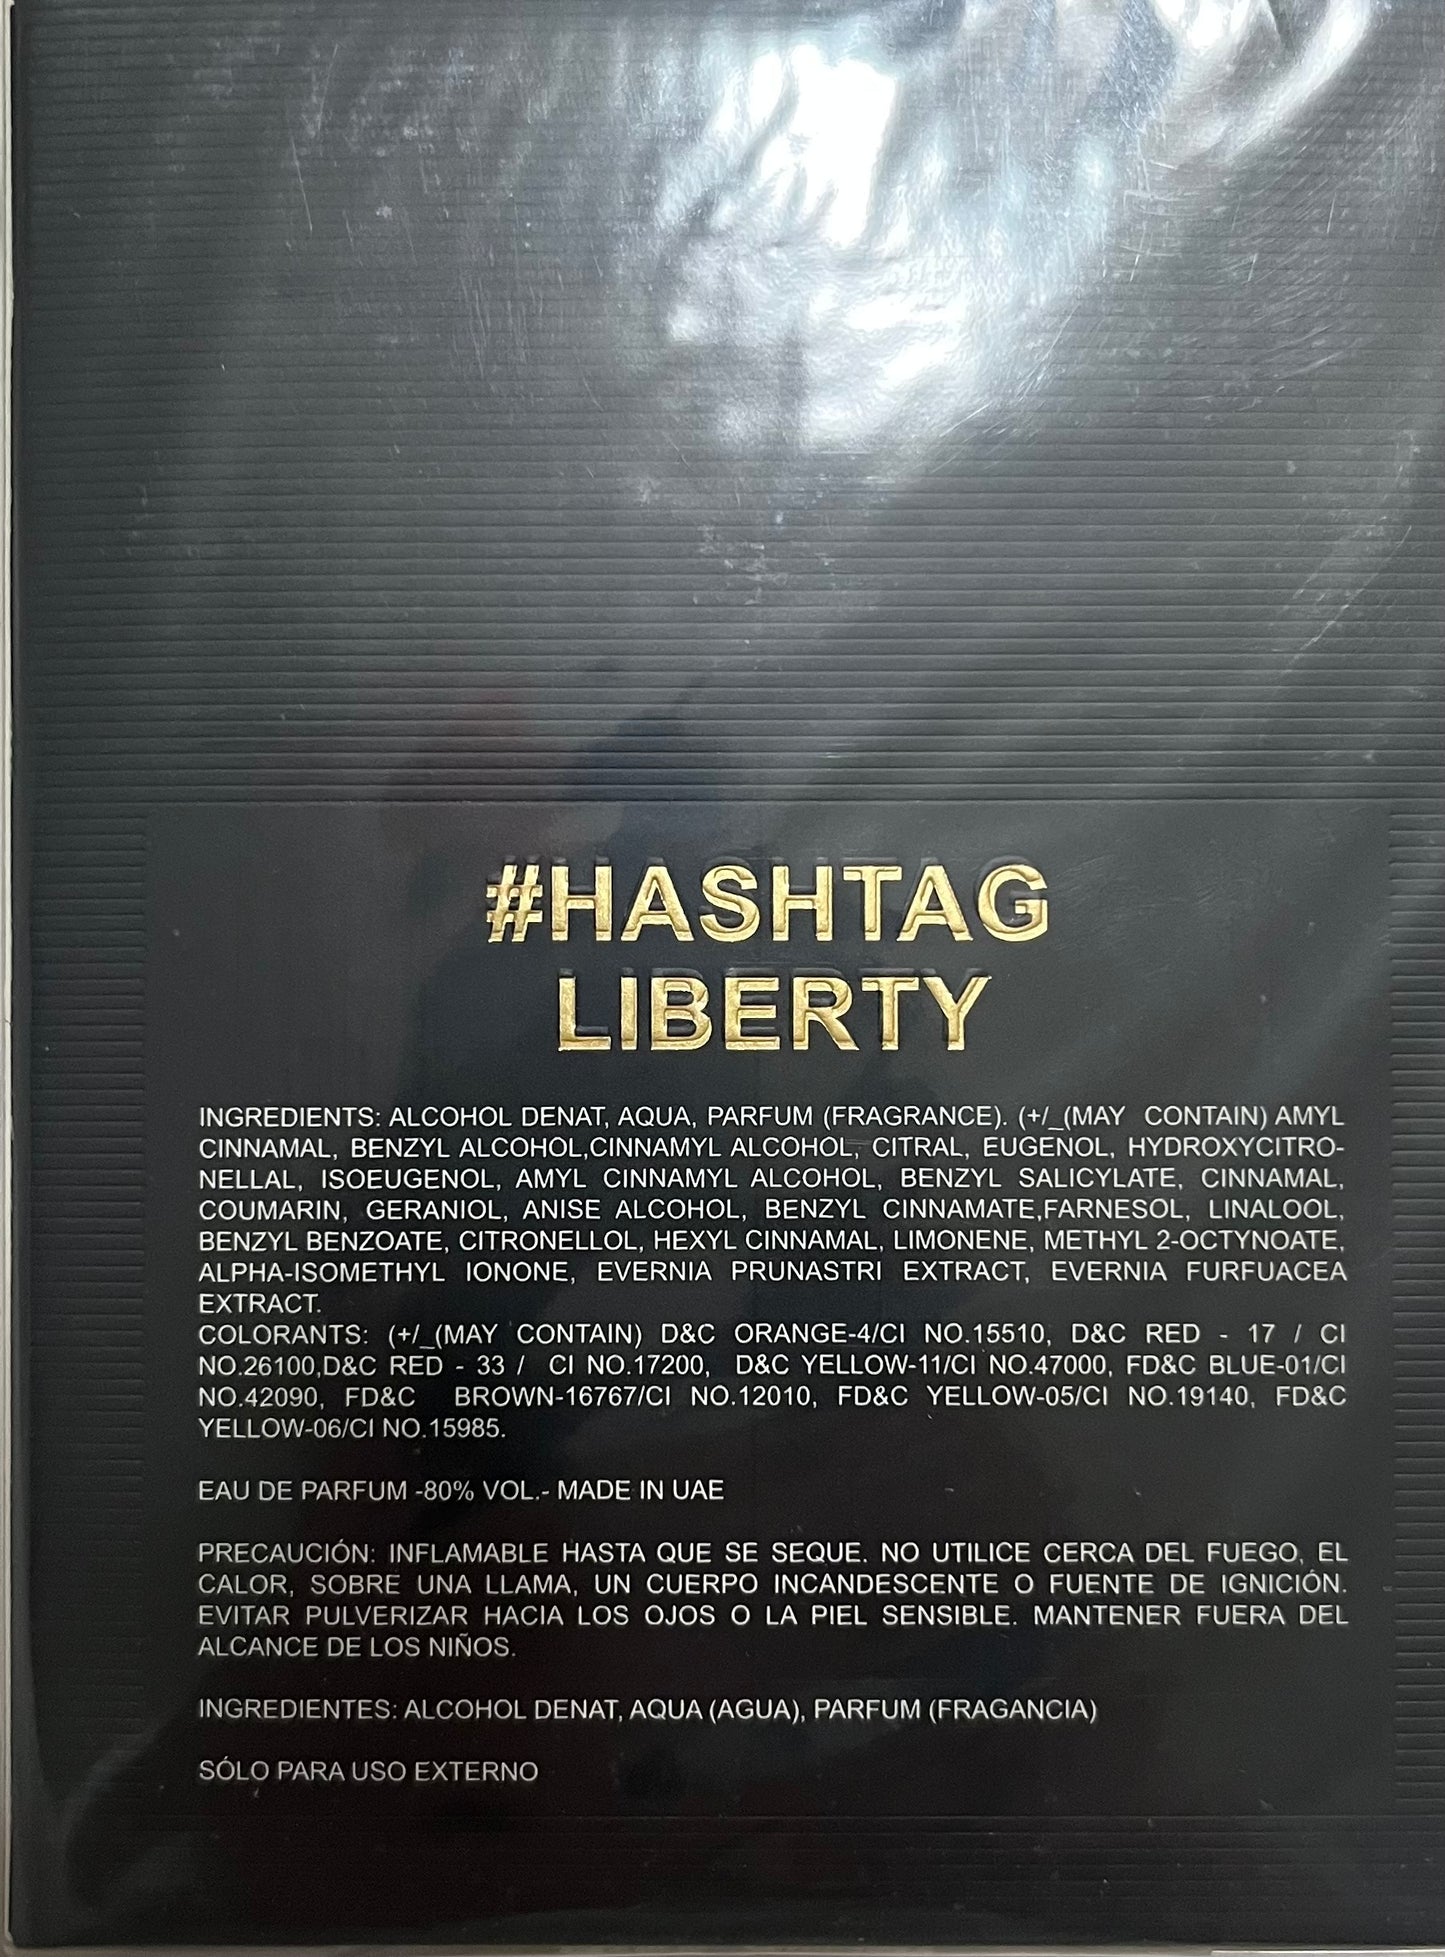 #HASHTAG
LIBERTY
INGREDIENTS: ALCOHOL DENAT, AQUA, PARFUM (FRAGRANCE). (+/_(MAY CONTAIN) AMYL
CINNAMAL, BENZYL ALCOHOL,CINNAMYL ALCOHOL, CITRAL, EUGENOL, HYDROXYCITRO-
NELLAL, ISOEUGENOL, AMYL CINNAMYL ALCOHOL, BENZYL SALICYLATE, CINNAMAL,
COUMARIN, GERANIOL, ANISE ALCOHOL, BENZYL CINNAMATE,FARNESOL, LINALOOL,
BENZYL BENZOATE, CITRONELLOL, HEXYL CINNAMAL, LIMONENE, METHYL 2-OCTYNOATE,
ALPHA-ISOMETHYL IONONE, EVERNIA PRUNASTRI EXTRACT, EVERNIA FURFUACEA
EXTRACT.
COLORANTS: (+/_(MAY CONTAIN) D&C ORANGE-4/CI NO.15510, D&C RED - 17 / CI
NO.26100,D&C RED - 33 / CI NO.17200, D&C YELLOW-11/CI NO.47000, FD&C BLUE-01/CI
NO.42090, FD&C BROWN-16767/CI NO.12010, FD&C YELLOW-05/CI NO.19140, FD&C
YELLOW-06/CI NO.15985.
EAU DE PARFUM -80% VOL.- MADE IN UAE
PRECAUCIÓN: INFLAMABLE HASTA QUE SE SEQUE. NO UTILICE CERCA DEL FUEGO, EL
CALOR, SOBRE UNA LLAMA, UN CUERPO INCANDESCENTE O FUENTE DE IGNICIÓN.
EVITAR PULVERIZAR HACIA LOS OJOS O LA PIEL SENSIBLE. MANTENER FUERA DEL
ALCANCE DE LOS NIÑOS.
INGREDIENTES: ALCOHOL DENAT, AQUA (AGUA), PARFUM (FRAGANCIA)
SÓLO PARA USO EXTERNO